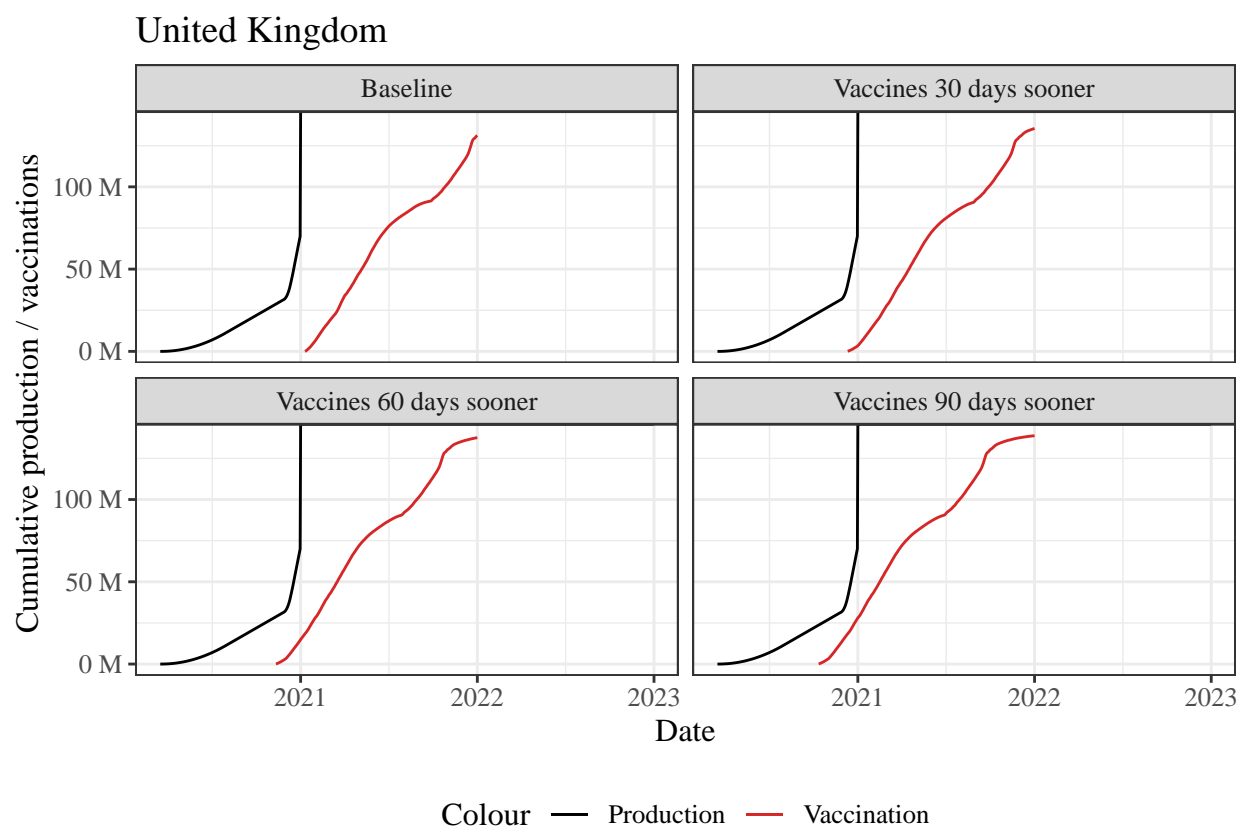 United Kingdom
Baseline
Vaccines 30 days sooner
Cumulative production / vaccinations
100 M
50 M
0 M
Vaccines 60 days sooner
Vaccines 90 days sooner
100 M
50 M
0 M
2021 2022 2023 2021 2022 2023
Date
Colour Production Vaccination